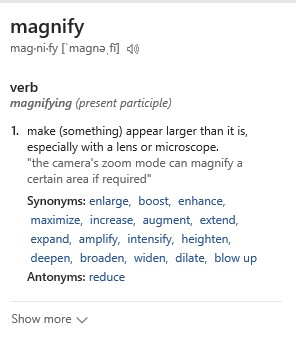 magnify
mag·ni·fy [ˈmaɡnəˌfī]
verb
magnifying (present participle)
1. make (something) appear larger than it is,
especially with a lens or microscope.
"the camera's zoom mode can magnify a
certain area if required"
Synonyms: enlarge, boost, enhance,
maximize, increase, augment, extend,
expand, amplify, intensify, heighten,
deepen, broaden, widen, dilate, blow up
Antonyms: reduce
Show more